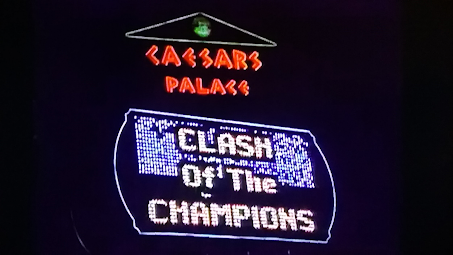 CAESARS
PALACE
CLASH
Of The
CHAMPIONS